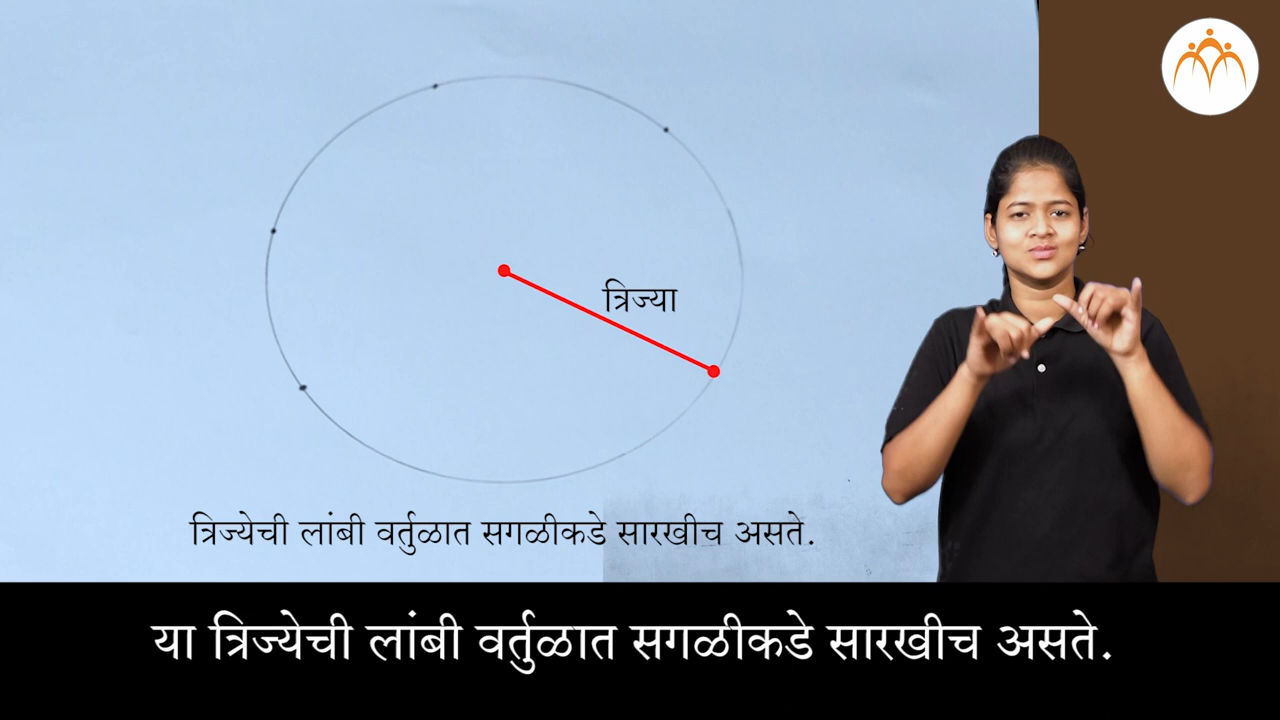 त्रिज्या
त्रिज्येची लांबी वर्तुळात सगळीकडे सारखीच असते.
या त्रिज्येची लांबी वर्तुळात सगळीकडे सारखीच असते.